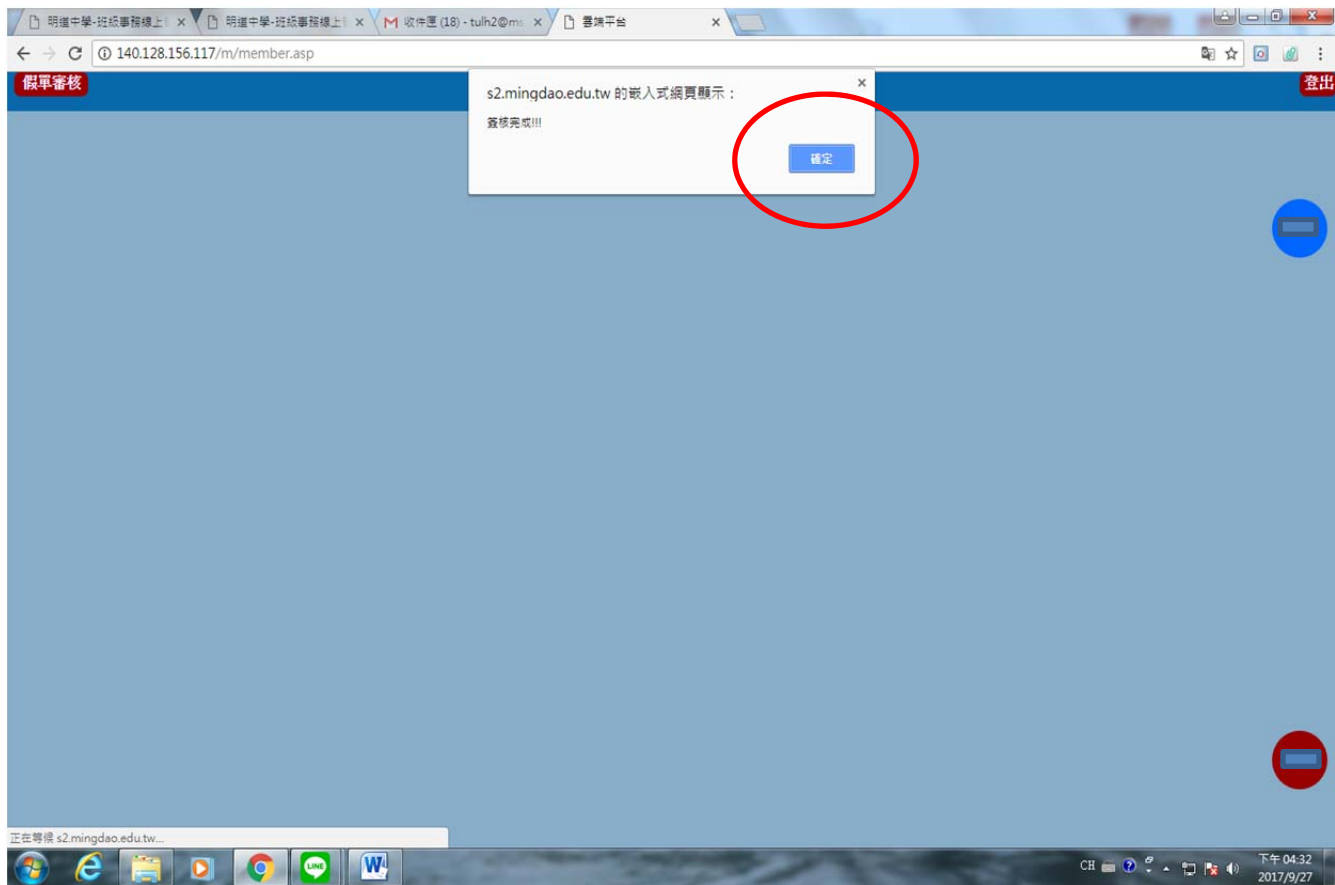 明道中學-班級事務線上
明道中學-班級事務線上
收件匣 (18) - tulh2@ms
雲端平台
140.128.156.117/m/member.asp
假單審核
登出
s2.mingdao.edu.tw 的嵌入式網頁顯示：
簽核完成!!!
確定
正在等候 s2.mingdao.edu.tw...
LINE
W
CH
下午 04:32
2017/9/27